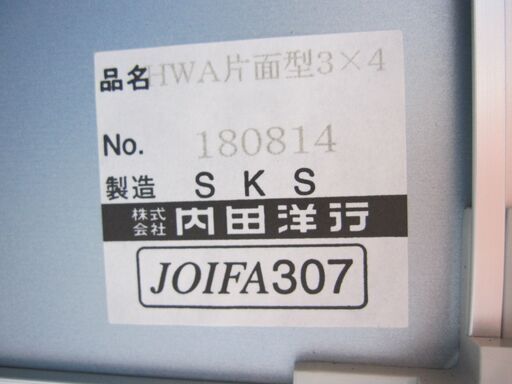 品名 HWA片面型3×4
No. 180814
製造 SKS
株式会社 内田洋行
JOIFA307